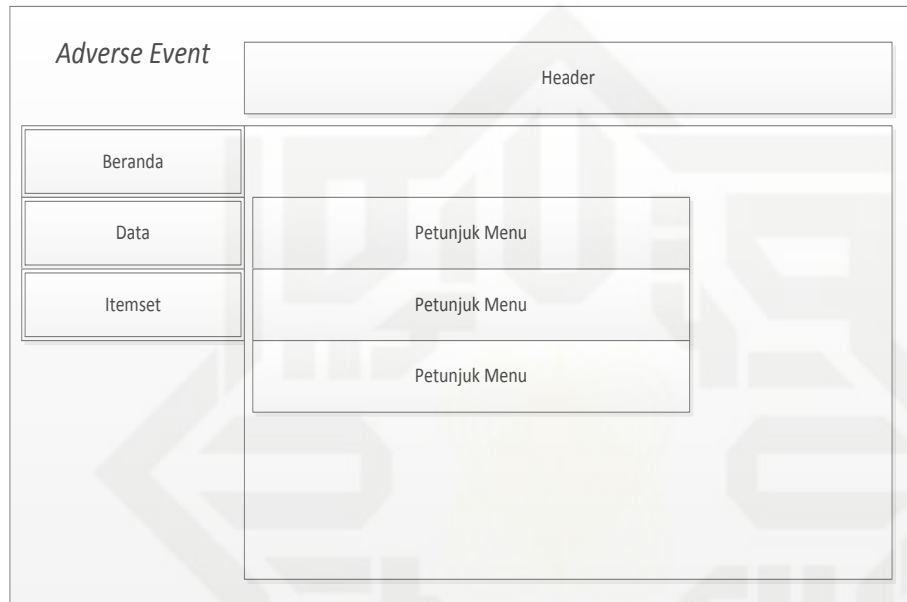 Adverse Event
Header
Beranda
Data
Petunjuk Menu
Itemset
Petunjuk Menu
Petunjuk Menu